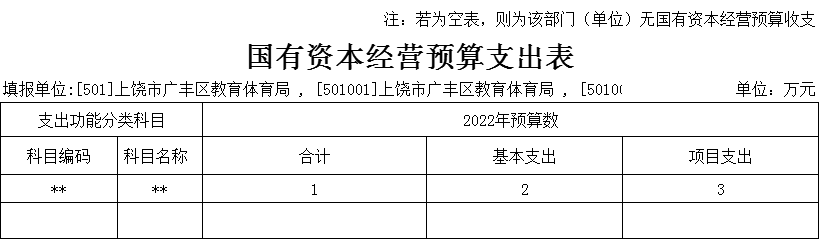 注：若为空表，则为该部门（单位）无国有资本经营预算收支
国有资本经营预算支出表
填报单位:[501]上饶市广丰区教育体育局 , [501001]上饶市广丰区教育体育局 , [50100 单位：万元
支出功能分类科目 2022年预算数
科目编码 科目名称 合计 基本支出 项目支出
** ** 1 2 3